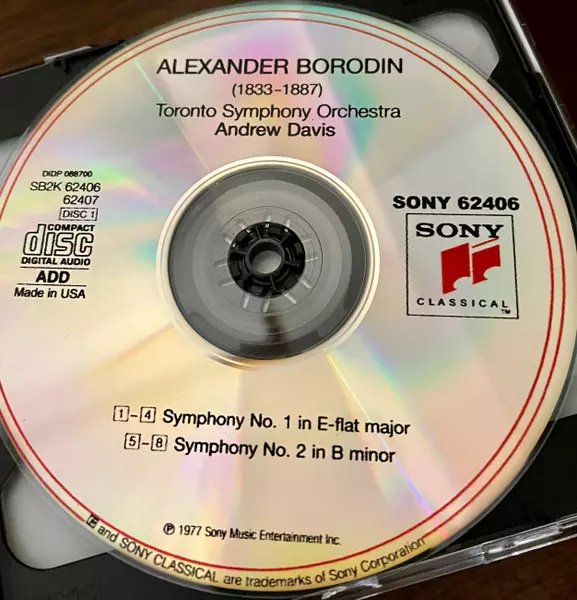 ALEXANDER BORODIN
(1833-1887)
Toronto Symphony Orchestra
Andrew Davis
DIDP 088700
SB2K 62406
62407
DISC 1
COMPACT
disc
DIGITAL AUDIO
ADD
Made in USA
SONY 62406
SONY
CLASSICAL
TM
1-4 Symphony No. 1 in E-flat major
5-8 Symphony No. 2 in B minor
℗ 1977 Sony Music Entertainment Inc.
and SONY CLASSICAL are trademarks of Sony Corporation